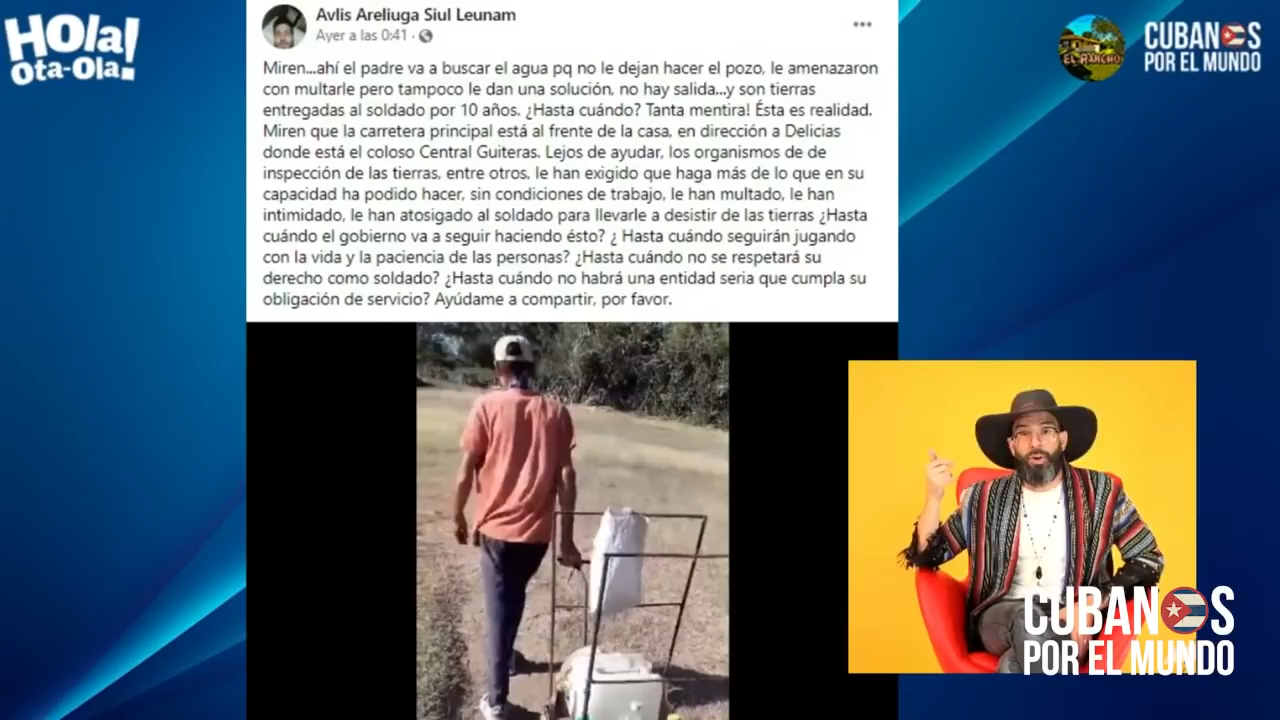 HOla!
Ota-Ola!
Avlis Areliuga Siul Leunam
Ayer a las 0:41 ·
Miren...ahí el padre va a buscar el agua pq no le dejan hacer el pozo, le amenazaron
con multarle pero tampoco le dan una solución, no hay salida...y son tierras
entregadas al soldado por 10 años. ¿Hasta cuándo? Tanta mentira! Ésta es realidad.
Miren que la carretera principal está al frente de la casa, en dirección a Delicias
donde está el coloso Central Guiteras. Lejos de ayudar, los organismos de de
inspección de las tierras, entre otros, le han exigido que haga más de lo que en su
capacidad ha podido hacer, sin condiciones de trabajo, le han multado, le han
intimidado, le han atosigado al soldado para llevarle a desistir de las tierras ¿Hasta
cuándo el gobierno va a seguir haciendo ésto? ¿ Hasta cuándo seguirán jugando
con la vida y la paciencia de las personas? ¿Hasta cuándo no se respetará su
derecho como soldado? ¿Hasta cuándo no habrá una entidad seria que cumpla su
obligación de servicio? Ayúdame a compartir, por favor.
EL RANCHO
CUBANOS
POR EL MUNDO
CUBANOS
POR EL MUNDO